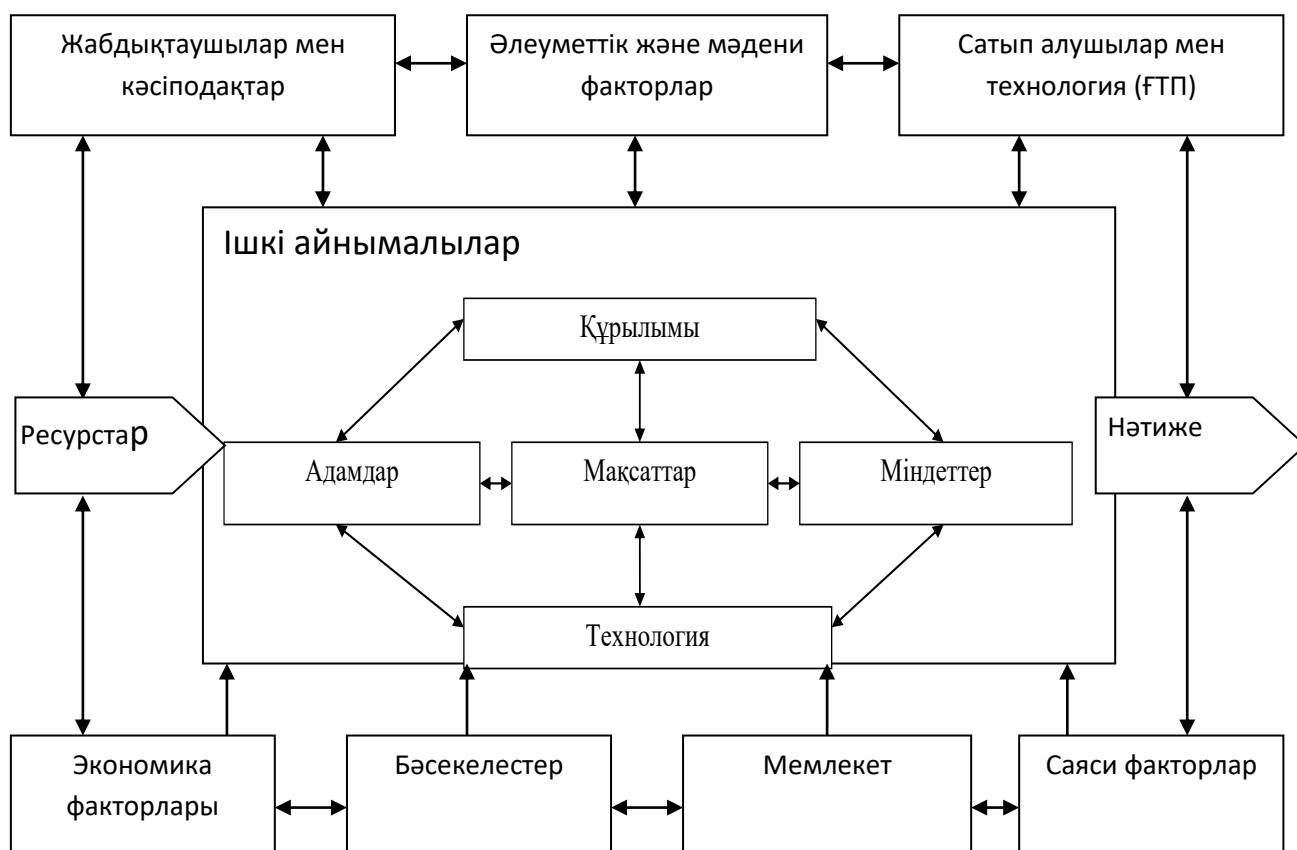 Жабдықтаушылар мен
кәсіподақтар
Әлеуметтік және мәдени
факторлар
Сатып алушылар мен
технология (ҒТП)
Ішкі айнымалылар
Құрылымы
Ресурстар
Адамдар
Мақсаттар
Міндеттер
Нәтиже
Технология
Экономика
факторлары
Бәсекелестер
Мемлекет
Саяси факторлар